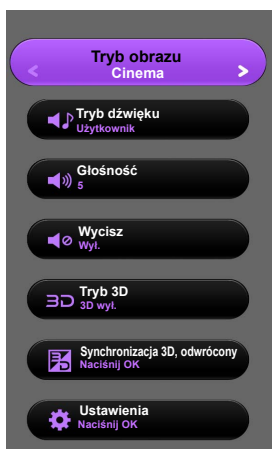 Tryb obrazu
Cinema
Tryb dźwięku
Użytkownik
Głośność
5
Wycisz
Wył.
Tryb 3D
3D wył.
Synchronizacja 3D, odwrócony
Naciśnij OK
Ustawienia
Naciśnij OK